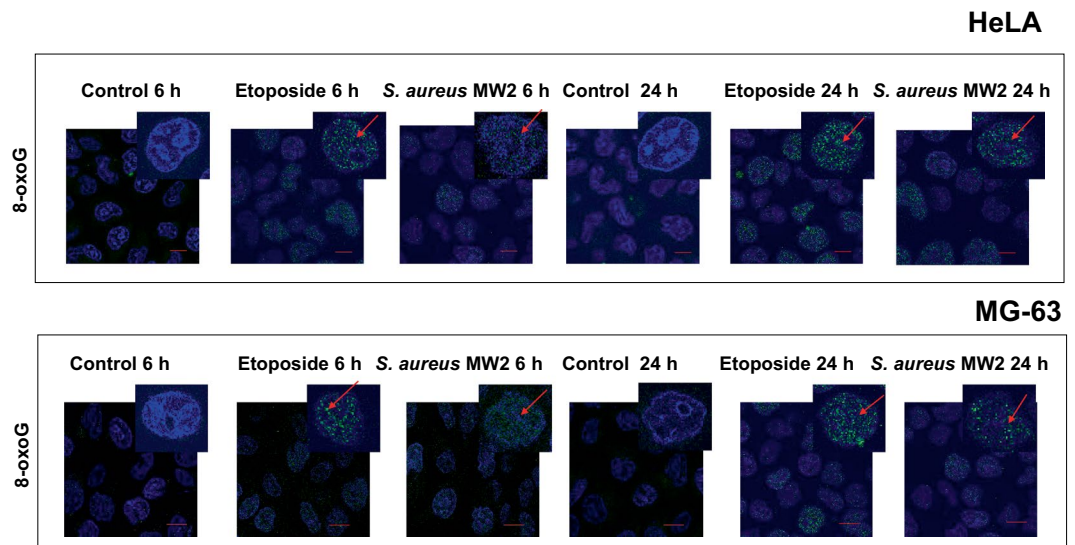 HeLA
Control 6 h Etoposide 6 h S. aureus MW2 6 h Control 24 h Etoposide 24 h S. aureus MW2 24 h
8-oxoG
MG-63
Control 6 h Etoposide 6 h S. aureus MW2 6 h Control 24 h Etoposide 24 h S. aureus MW2 24 h
8-oxoG